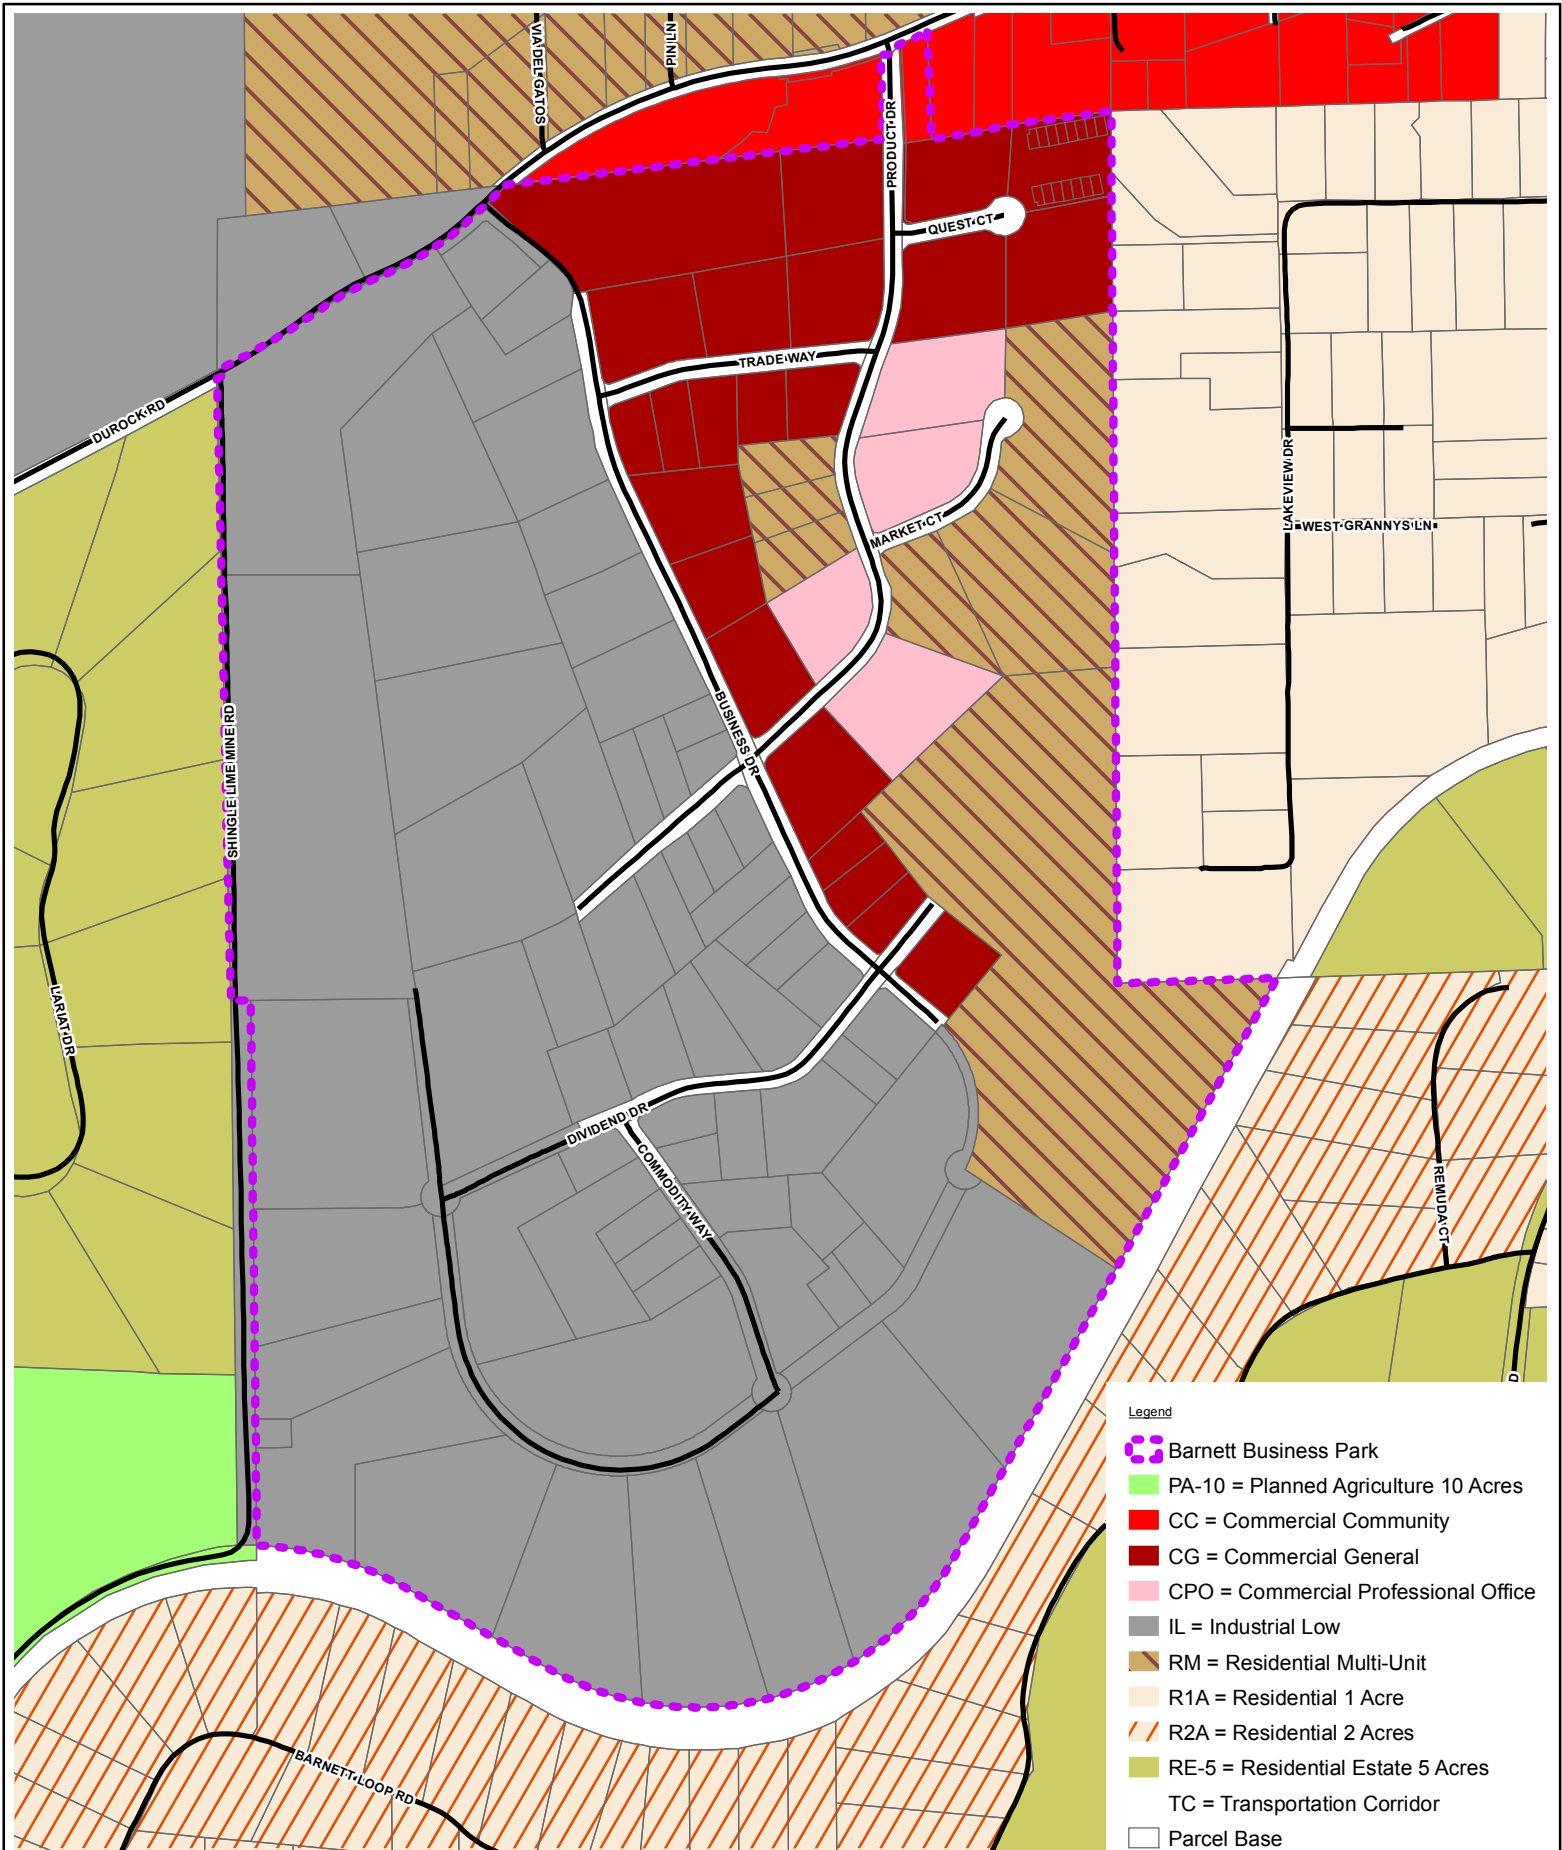 VIA DEL GATOS
PINI LN
PRODUCT DR
QUEST CT
TRADE WAY
DUROCK RD
LAKEVIEW DR
WEST GRANNYS LN
MARKET CT
BUSINESS DR
SHINGLE LIME MINE RD
LARIAT DR
DIVIDEND DR
COMMODITY WAY
REMUDA CT
D
BARNETT LOOP RD
Legend
Barnett Business Park
PA-10 = Planned Agriculture 10 Acres
CC = Commercial Community
CG = Commercial General
CPO = Commercial Professional Office
IL = Industrial Low
RM = Residential Multi-Unit
R1A = Residential 1 Acre
R2A = Residential 2 Acres
RE-5 = Residential Estate 5 Acres
TC = Transportation Corridor
Parcel Base